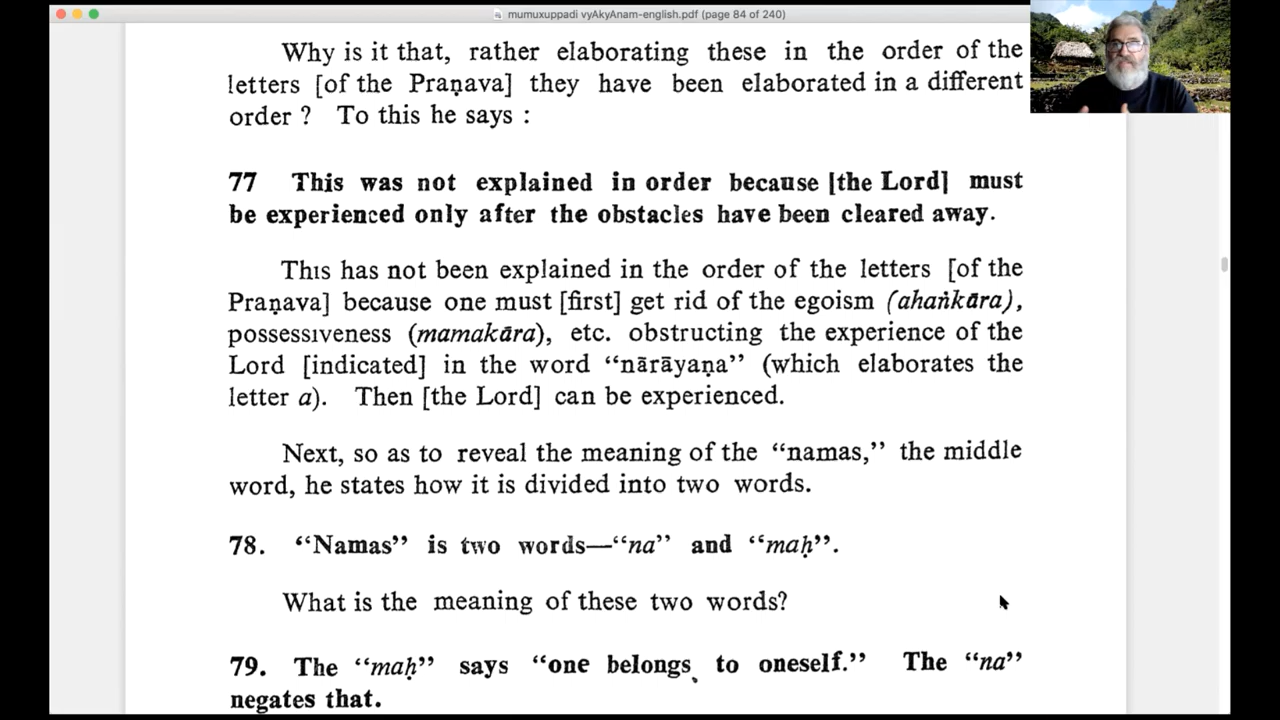 mumuxuppadi vyAkyAnam-english.pdf (page 84 of 240)
Why is it that, rather elaborating these in the order of the
letters [of the Praṇava] they have been elaborated in a different
order ? To this he says :
77 This was not explained in order because [the Lord] must
be experienced only after the obstacles have been cleared away.
This has not been explained in the order of the letters [of the
Praṇava] because one must [first] get rid of the egoism (ahaṅkāra),
possessiveness (mamakāra), etc. obstructing the experience of the
Lord [indicated] in the word “nārāyaṇa” (which elaborates the
letter a). Then [the Lord] can be experienced.
Next, so as to reveal the meaning of the “namas,” the middle
word, he states how it is divided into two words.
78. “Namas” is two words—“na” and “maḥ”.
What is the meaning of these two words?
79. The “maḥ” says “one belongs to oneself.” The “na”
negates that.